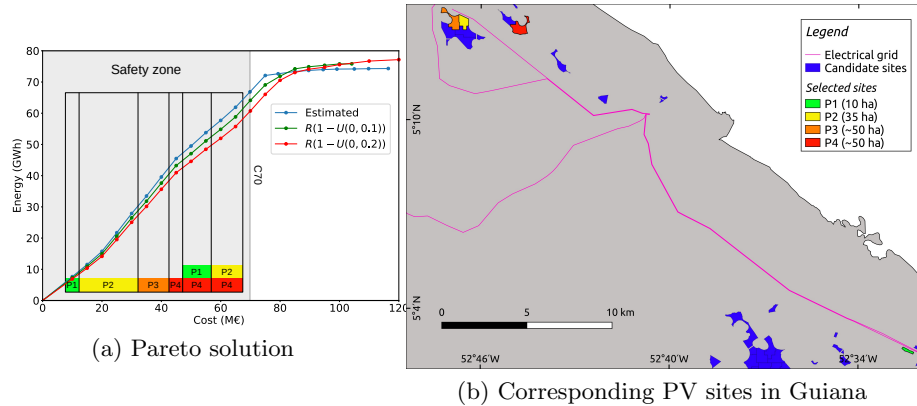 80
70
60
50
40
30
20
10
0
Energy (GWh)
Safety zone
Estimated
R(1−U(0, 0.1))
R(1−U(0, 0.2))
C70
P1
P2
P1
P2
P3
P4
P4
P4
0
20
40
60
80
100
120
Cost (M€)
(a) Pareto solution
5°10'N
5°4'N
Legend
Electrical grid
Candidate sites
Selected sites
P1 (10 ha)
P2 (35 ha)
P3 (~50 ha)
P4 (~50 ha)
0
5
10 km
52°46'W
52°40'W
52°34'W
(b) Corresponding PV sites in Guiana